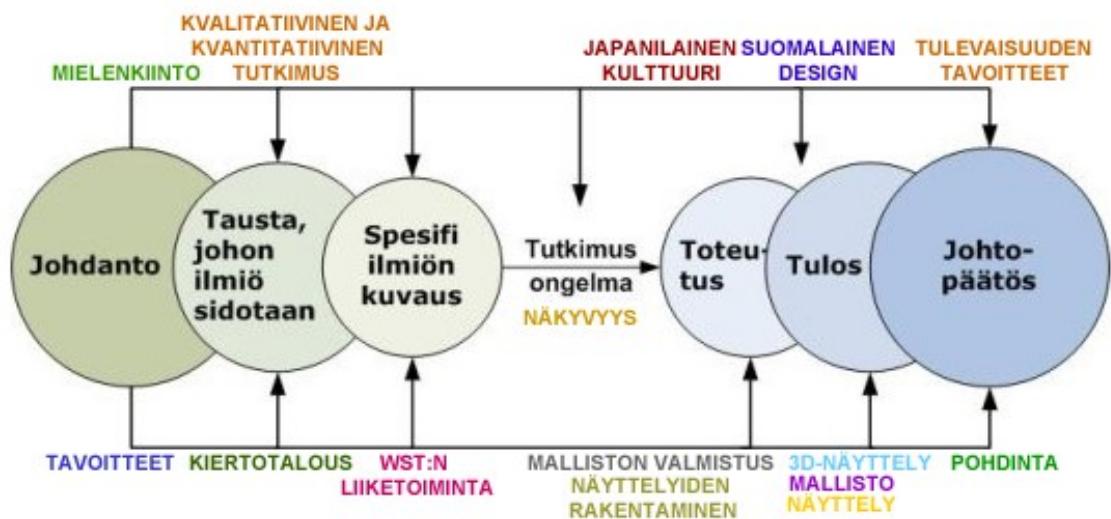 KVALITATIIVINEN JA
KVANTITATIIVINEN
TUTKIMUS
MIELENKIINTO
JAPANILAINEN
KULTTUURI
SUOMALAINEN
DESIGN
TULEVAISUUDEN
TAVOITTEET
Johdanto
Tausta,
johon
ilmiö
sidotaan
Spesifi
ilmiön
kuvaus
Tutkimus
ongelma
NÄKYVYYS
Toteu-
tus
Tulos
Johto-
päätös
TAVOITTEET
KIERTOTALOUS
WST:N
LIIKETOIMINTA
MALLISTON VALMISTUS
NÄYTTELYIDEN
RAKENTAMINEN
3D-NÄYTTELY
MALLISTO
NÄYTTELY
POHDINTA